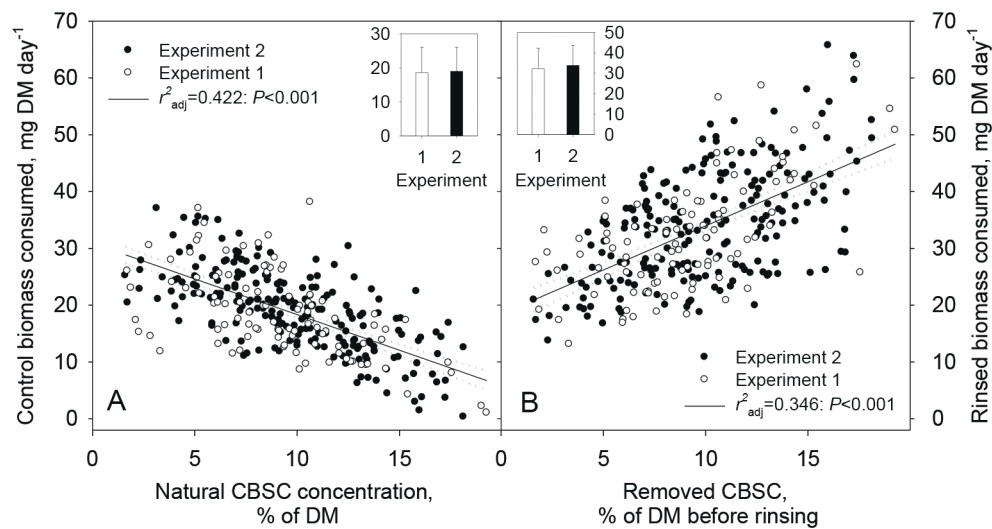 70
60
50
40
30
20
10
0
Control biomass consumed, mg DM day⁻¹
Experiment 2
Experiment 1
r²adj=0.422: P<0.001
30
20
10
0
1 2
Experiment
A
0 5 10 15
Natural CBSC concentration,
% of DM
50
40
30
20
10
0
1 2
Experiment
B
Experiment 2
Experiment 1
r²adj=0.346: P<0.001
0 5 10 15
Removed CBSC,
% of DM before rinsing
70
60
50
40
30
20
10
0
Rinsed biomass consumed, mg DM day⁻¹